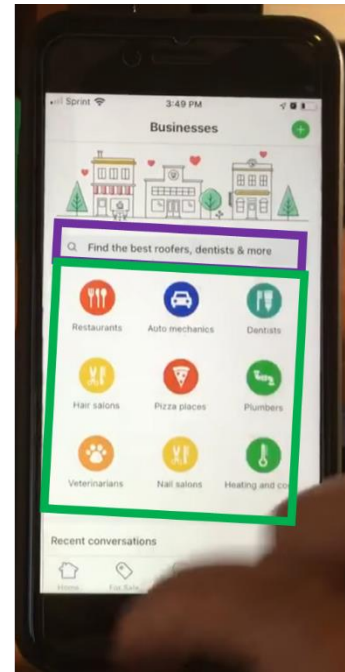 Sprint 3:49 PM
Businesses
Find the best roofers, dentists & more
Restaurants Auto mechanics Dentists
Hair salons Pizza places Plumbers
Veterinarians Nail salons Heating and co
Recent conversations
Home For Sale